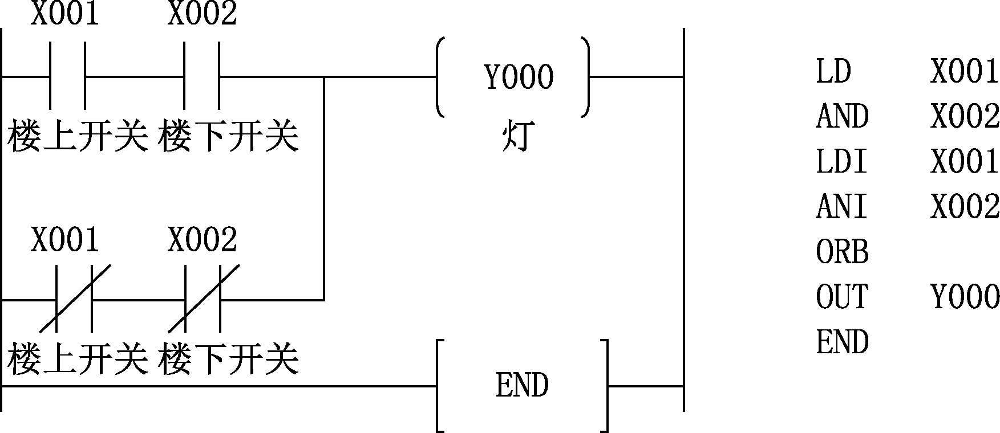 X001 X002
Y000
楼上开关 楼下开关 灯
X001 X002
楼上开关 楼下开关
END
LD X001
AND X002
LDI X001
ANI X002
ORB
OUT Y000
END